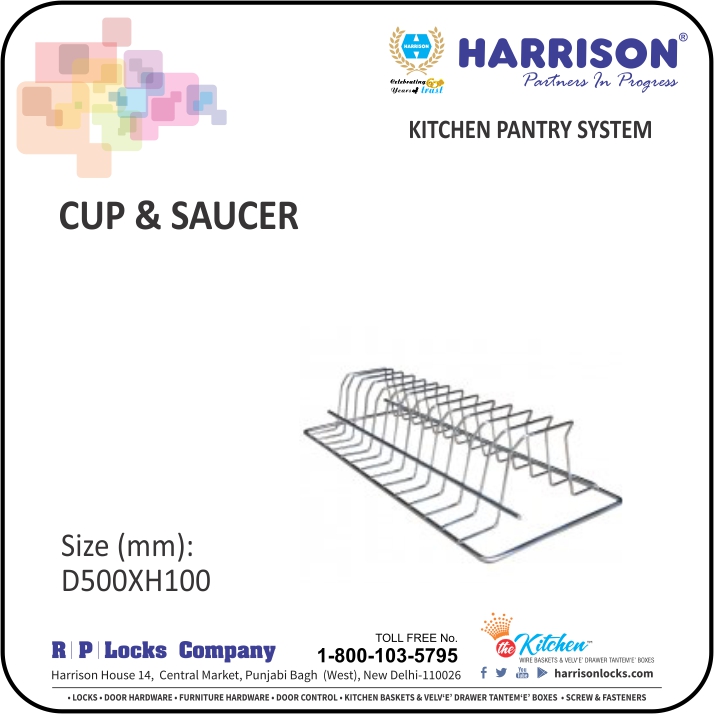 HARRISON
Celebrating
Years of trust
HARRISON®
Partners In Progress
KITCHEN PANTRY SYSTEM
CUP & SAUCER
Size (mm):
D500XH100
R|P|Locks Company
TOLL FREE No.
1-800-103-5795
the Kitchen™
WIRE BASKETS & VELV'E' DRAWER TANTEM'E' BOXES
Harrison House 14, Central Market, Punjabi Bagh (West), New Delhi-110026
You Tube
harrisonlocks.com
• LOCKS • DOOR HARDWARE • FURNITURE HARDWARE • DOOR CONTROL • KITCHEN BASKETS & VELV'E' DRAWER TANTEM'E' BOXES • SCREW & FASTENERS